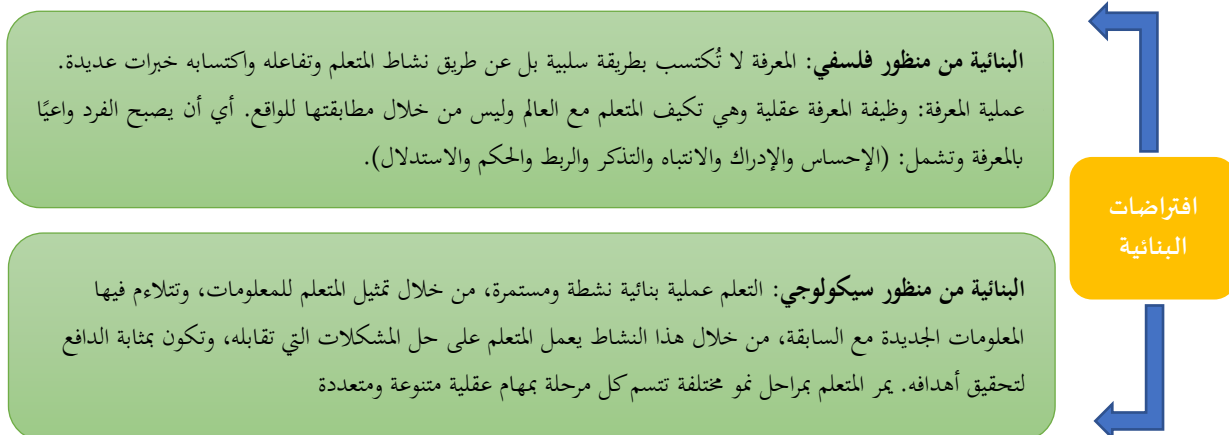 البنائية من منظور فلسفي: المعرفة لا تُكتسب بطريقة سلبية بل عن طريق نشاط المتعلم وتفاعله واكتسابه خبرات عديدة.
عملية المعرفة: وظيفة المعرفة عقلية وهي تكيف المتعلم مع العالم وليس من خلال مطابقتها للواقع. أي أن يصبح الفرد واعيًا
بالمعرفة وتشمل: (الإحساس والإدراك والانتباه والتذكر والربط والحكم والاستدلال).
افتراضات
البنائية
البنائية من منظور سيكولوجي: التعلم عملية بنائية نشطة ومستمرة، من خلال تمثيل المتعلم للمعلومات، وتتلاءم فيها
المعلومات الجديدة مع السابقة، من خلال هذا النشاط يعمل المتعلم على حل المشكلات التي تقابله، وتكون بمثابة الدافع
لتحقيق أهدافه. يمر المتعلم بمراحل نمو مختلفة تتسم كل مرحلة بمهام عقلية متنوعة ومتعددة